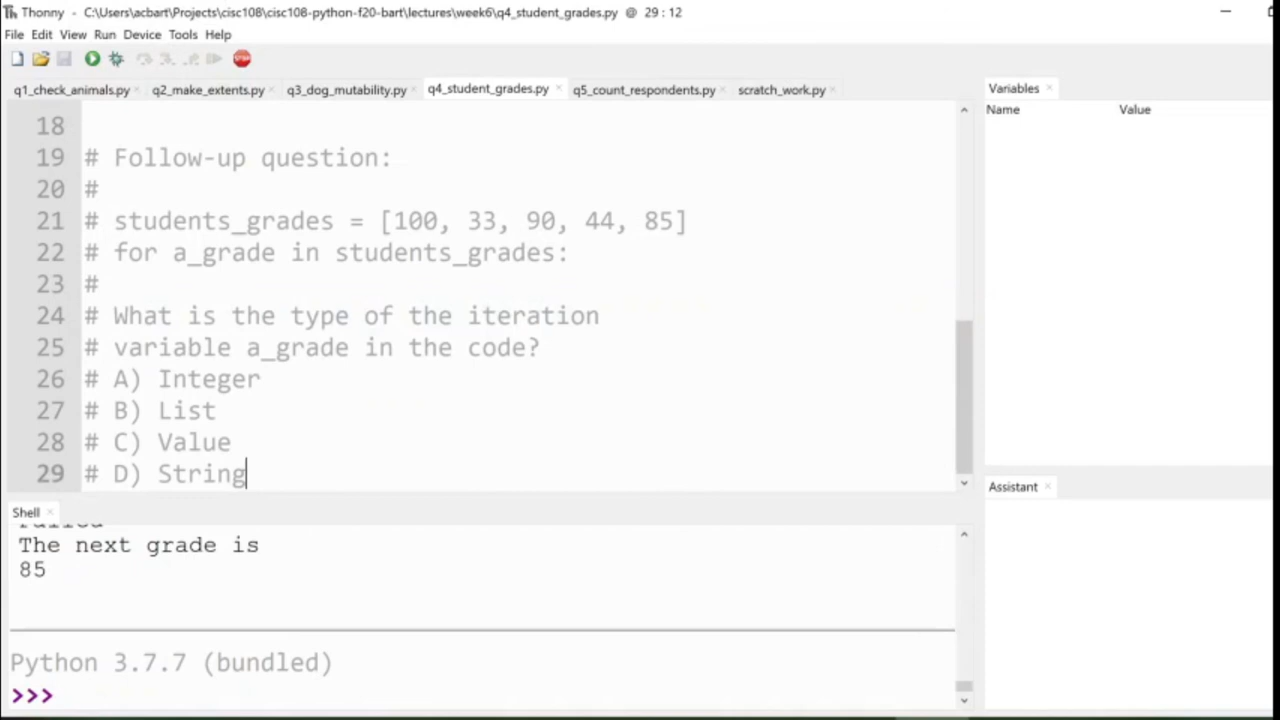 Thonny - C:\Users\acbart\Projects\cisc108\cisc108-python-f20-bart\lectures\week6\q4_student_grades.py @ 29 : 12
File Edit View Run Device Tools Help
STOP
q1_check_animals.py q2_make_extents.py q3_dog_mutability.py q4_student_grades.py q5_count_respondents.py scratch_work.py
Variables
Name Value
18
19 # Follow-up question:
20 #
21 # students_grades = [100, 33, 90, 44, 85]
22 # for a_grade in students_grades:
23 #
24 # What is the type of the iteration
25 # variable a_grade in the code?
26 # A) Integer
27 # B) List
28 # C) Value
29 # D) String
Assistant
Shell
The next grade is
85
Python 3.7.7 (bundled)
>>>